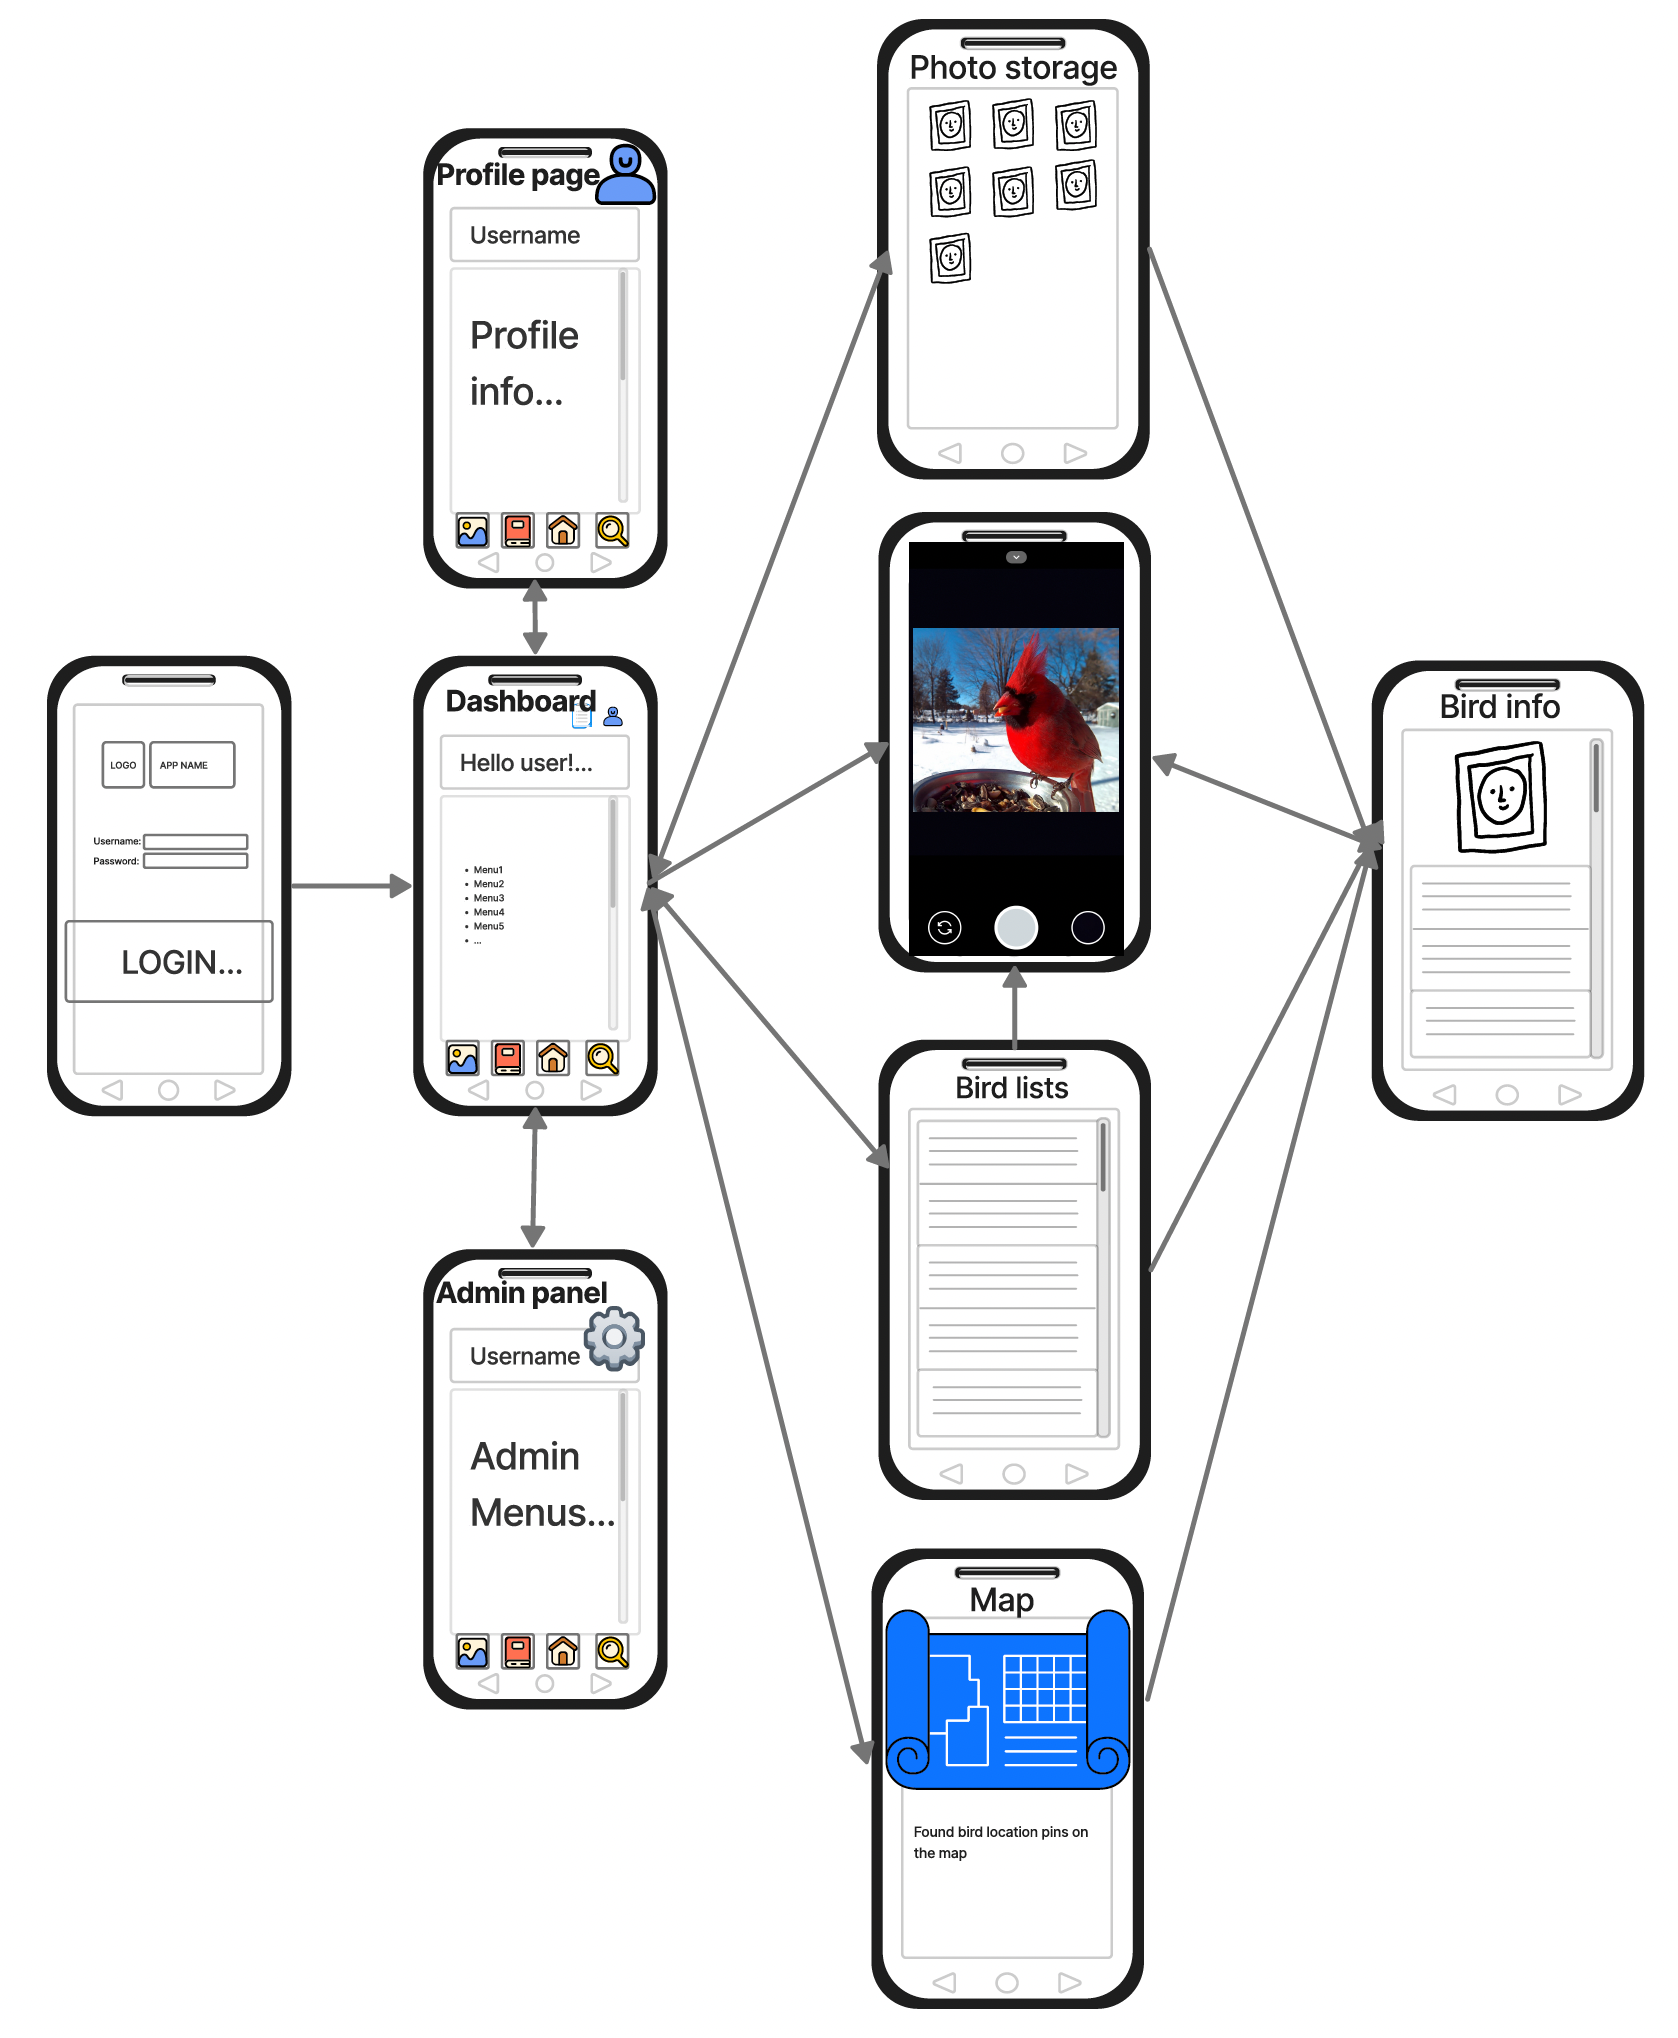 Photo storage
Profile page
Username
Profile
info...
LOGO
APP NAME
Username:
Password:
LOGIN...
Dashboard
Hello user!...
• Menu1
• Menu2
• Menu3
• Menu4
• Menu5
• ...
Bird info
Bird lists
Admin panel
Username
Admin
Menus...
Map
Found bird location pins on
the map